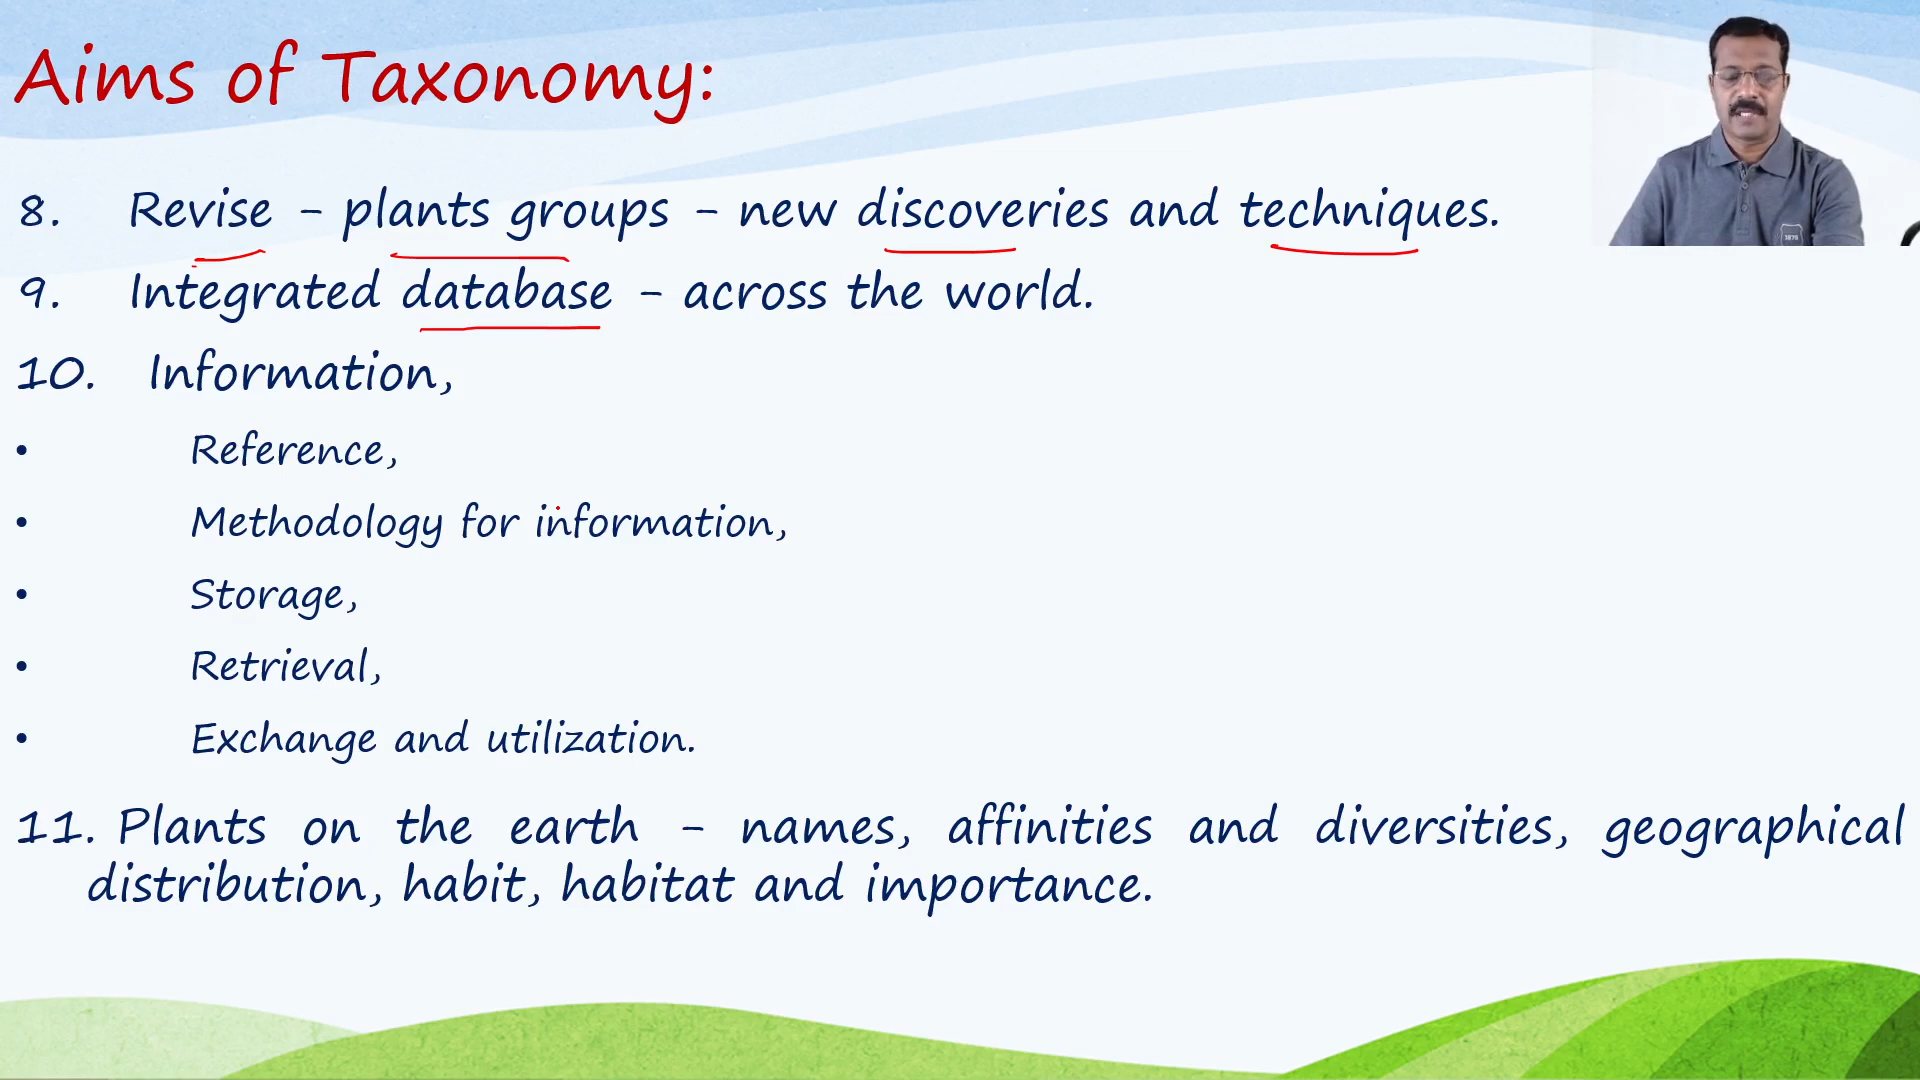 Aims of Taxonomy:
8. Revise - plants groups - new discoveries and techniques.
9. Integrated database - across the world.
10. Information,
• Reference,
• Methodology for information,
• Storage,
• Retrieval,
• Exchange and utilization.
11. Plants on the earth - names, affinities and diversities, geographical
distribution, habit, habitat and importance.
1876